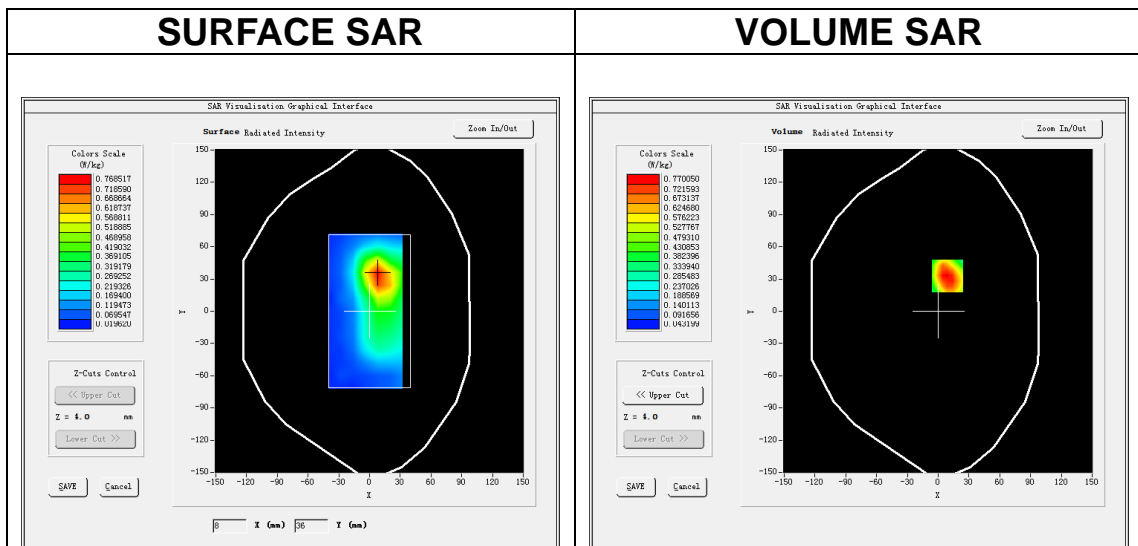 SURFACE SAR
VOLUME SAR
SAR Visualisation Graphical Interface
Surface Radiated Intensity
Zoom In/Out
Colors Scale
(W/kg)
0.768517
0.718590
0.668664
0.618737
0.568811
0.518885
0.468958
0.419032
0.369105
0.319179
0.269252
0.219326
0.169400
0.119473
0.069547
0.019620
Z-Cuts Control
<< Upper Cut
Z = 4.0 mm
Lower Cut >>
SAVE
Cancel
150
120
90
60
30
0
-30
-60
-90
-120
-150
Y
-150 -120 -90 -60 -30 0 30 60 90 120 150
X
8 X (mm) 36 Y (mm)
SAR Visualisation Graphical Interface
Volume Radiated Intensity
Zoom In/Out
Colors Scale
(W/kg)
0.770050
0.721593
0.673137
0.624680
0.576223
0.527767
0.479310
0.430853
0.382396
0.333940
0.285483
0.237026
0.188569
0.140113
0.091656
0.043199
Z-Cuts Control
<< Upper Cut
Z = 4.0 mm
Lower Cut >>
SAVE
Cancel
150
120
90
60
30
0
-30
-60
-90
-120
-150
Y
-150 -120 -90 -60 -30 0 30 60 90 120 150
X